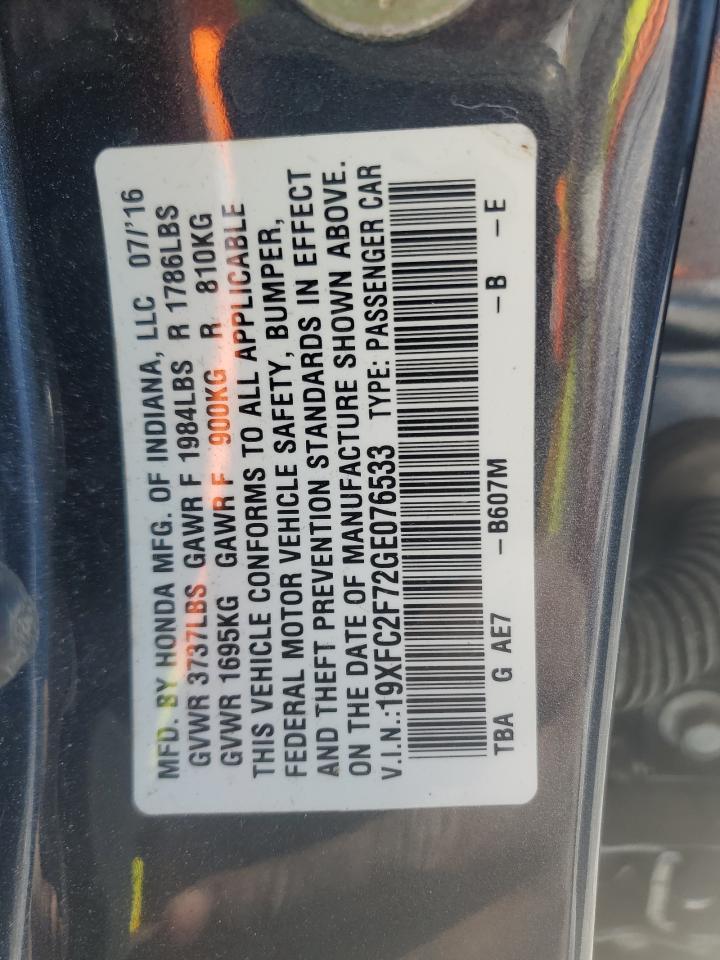 MFD. BY HONDA MFG. OF INDIANA, LLC 07/'16
GVWR 3737LBS GAWR F 1984LBS R 1786LBS
GVWR 1695KG GAWR F 900KG R 810KG
THIS VEHICLE CONFORMS TO ALL APPLICABLE
FEDERAL MOTOR VEHICLE SAFETY, BUMPER,
AND THEFT PREVENTION STANDARDS IN EFFECT
ON THE DATE OF MANUFACTURE SHOWN ABOVE.
V.I.N.:19XFC2F72GE076533 TYPE: PASSENGER CAR
TBA G AE7 -B607M -B -E